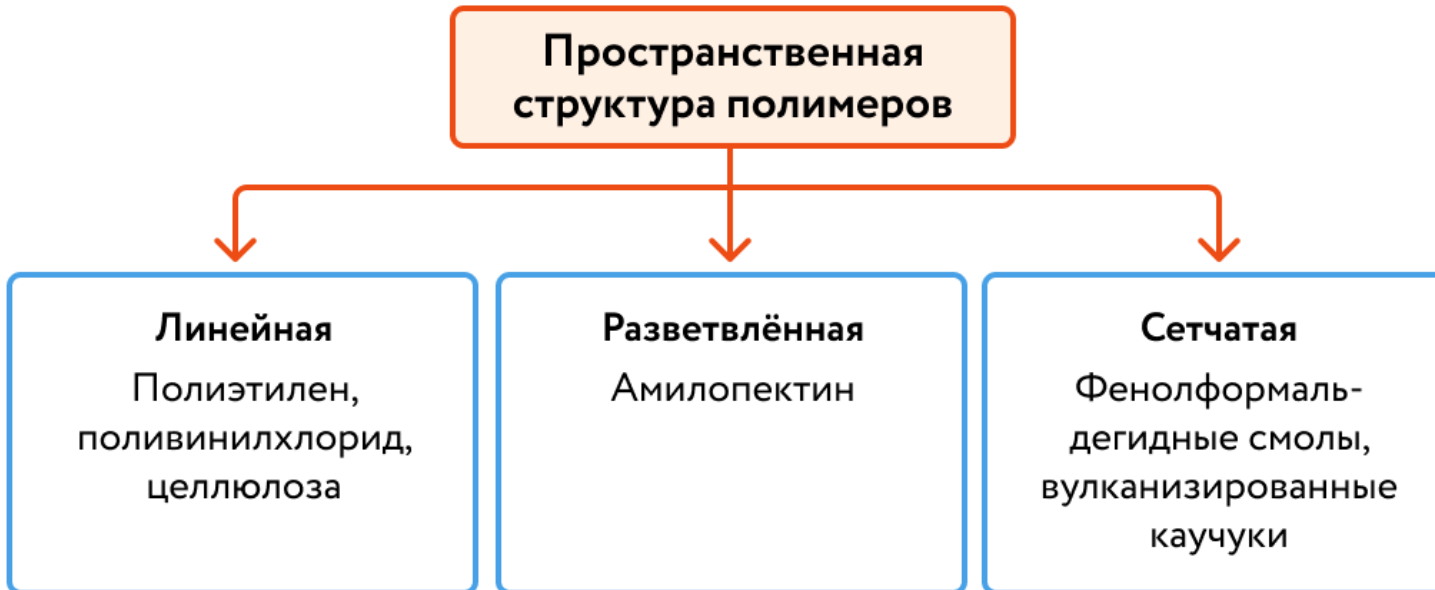 Пространственная
структура полимеров
Линейная
Полиэтилен,
поливинилхлорид,
целлюлоза
Разветвлённая
Амилопектин
Сетчатая
Фенолформаль-
дегидные смолы,
вулканизированные
каучуки